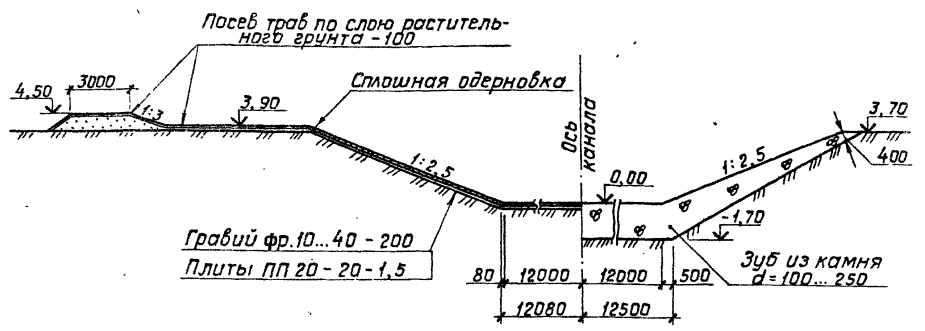 Посев трав по слою раститель-
ного грунта -100
4,50
3000
1:3
3,90
Сплошная одерновка
Ось
канала
3,70
1:2,5
1:2,5
400
0,00
-1,70
Гравий фр.10...40 - 200
Плиты ПП 20 - 20 - 1,5
Зуб из камня
d=100... 250
80
12000
12000
500
12080
12500